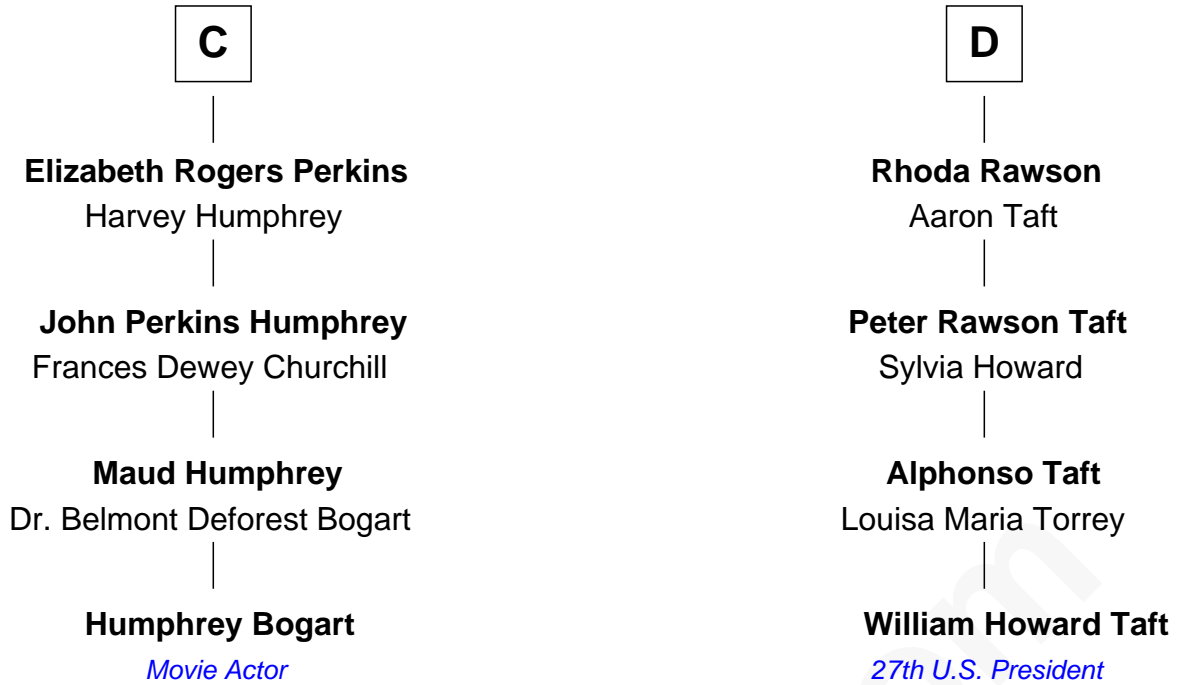 C
Elizabeth Rogers Perkins
Harvey Humphrey
John Perkins Humphrey
Frances Dewey Churchill
Maud Humphrey
Dr. Belmont Deforest Bogart
Humphrey Bogart
Movie Actor
D
Rhoda Rawson
Aaron Taft
Peter Rawson Taft
Sylvia Howard
Alphonso Taft
Louisa Maria Torrey
William Howard Taft
27th U.S. President